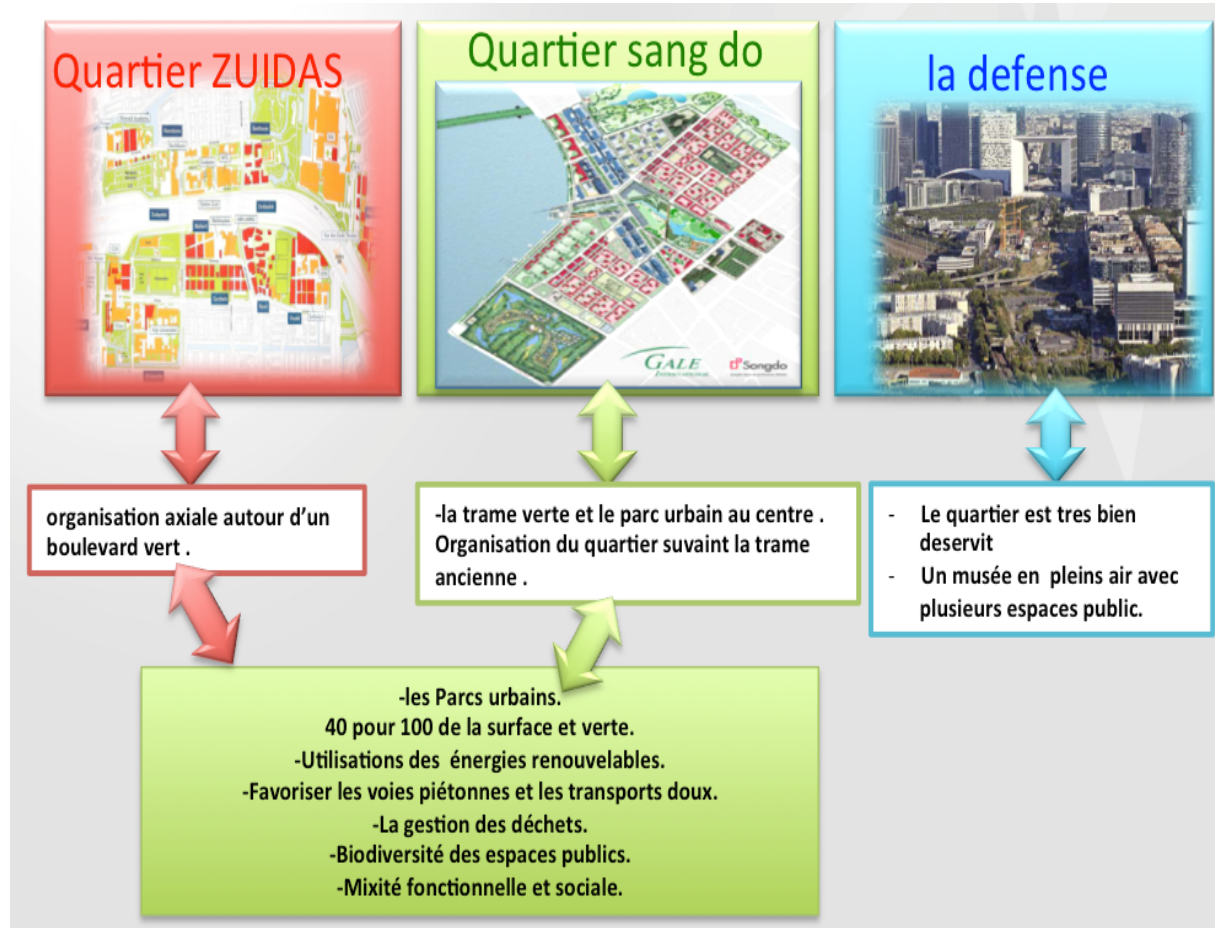 Quartier ZUIDAS
Quartier sang do
la defense
GALE
INTERNATIONAL
Songdo
organisation axiale autour d’un
boulevard vert .
-la trame verte et le parc urbain au centre .
Organisation du quartier suvaint la trame
ancienne .
- Le quartier est tres bien
deservit
- Un musée en pleins air avec
plusieurs espaces public.
-les Parcs urbains.
40 pour 100 de la surface et verte.
-Utilisations des énergies renouvelables.
-Favoriser les voies piétonnes et les transports doux.
-La gestion des déchets.
-Biodiversité des espaces publics.
-Mixité fonctionnelle et sociale.